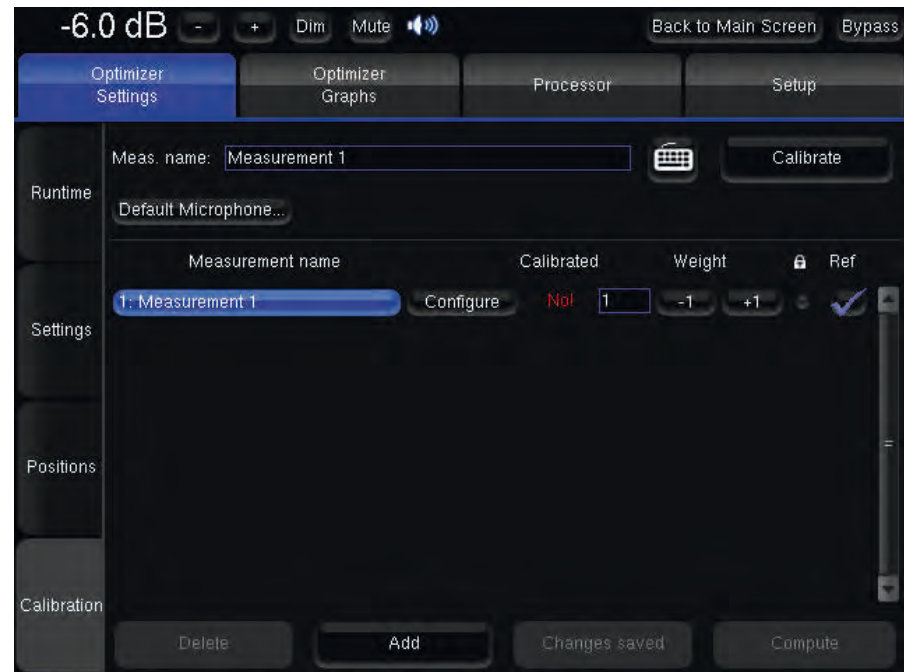 -6.0 dB - + Dim Mute Back to Main Screen Bypass
Optimizer Settings Optimizer Graphs Processor Setup
Meas. name: Measurement 1 Calibrate
Runtime
Default Microphone...
Measurement name Calibrated Weight Ref
1: Measurement 1 Configure No! 1 -1 +1
Settings
Positions
Calibration
Delete Add Changes saved Compute